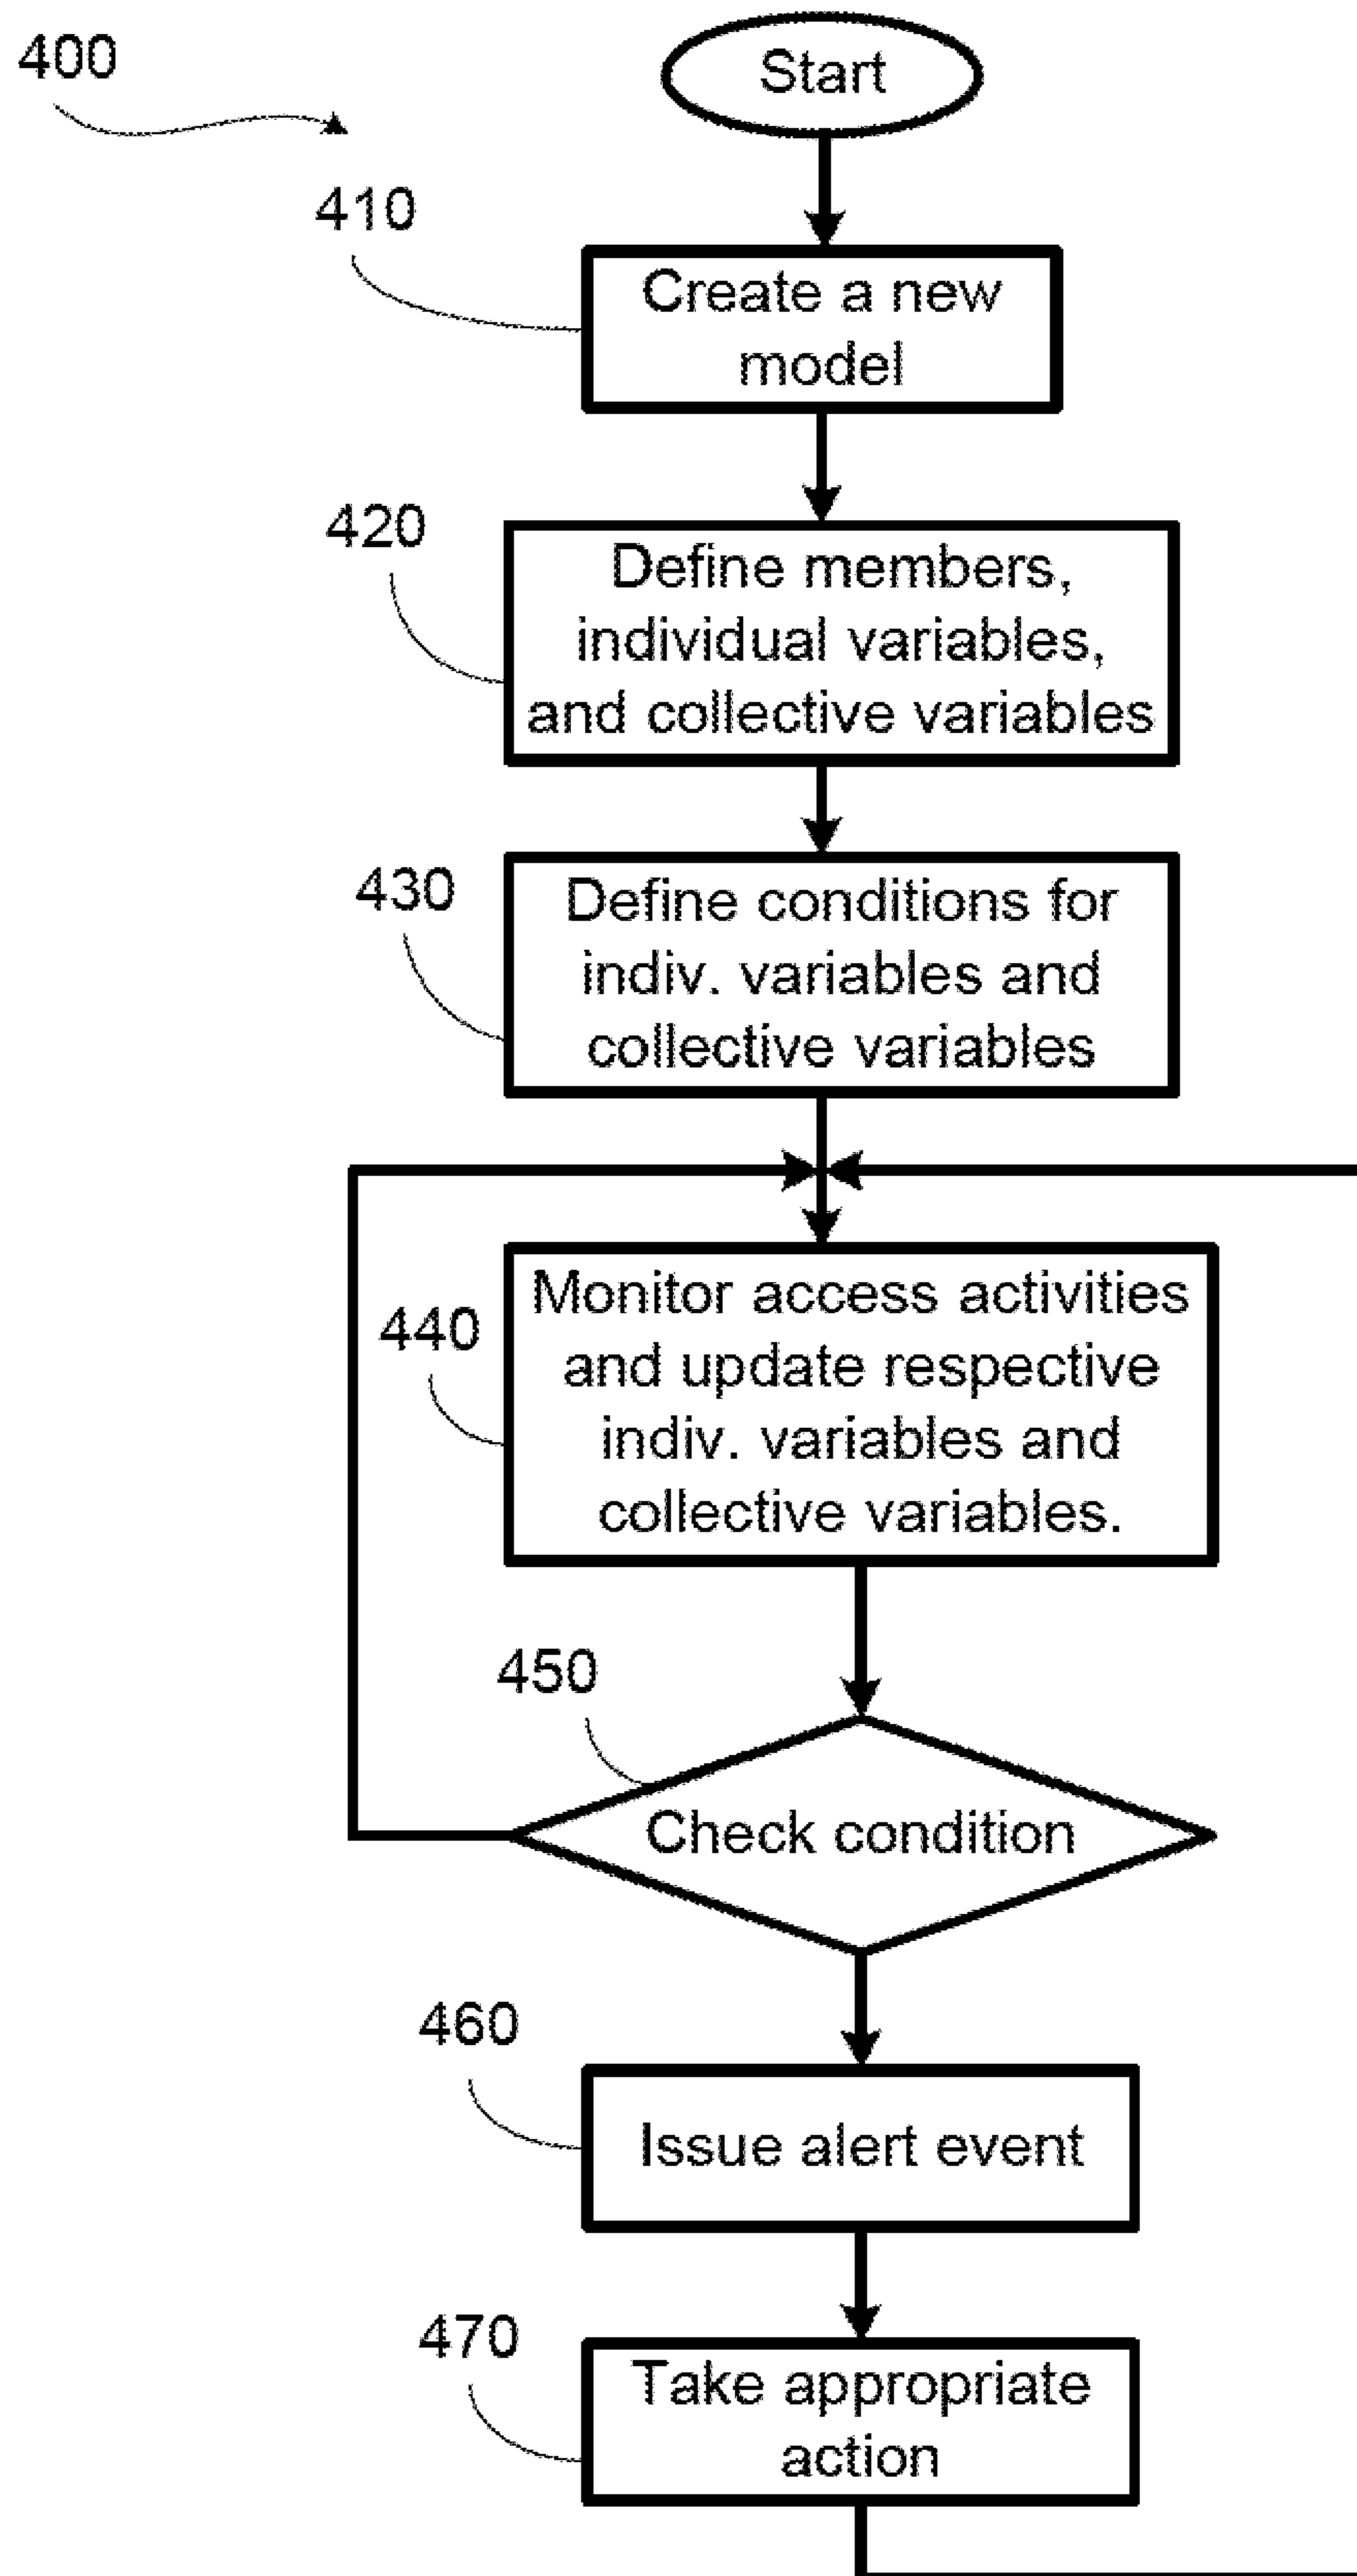 400
Start
410
Create a new
model
420
Define members,
individual variables,
and collective variables
430
Define conditions for
indiv. variables and
collective variables
440
Monitor access activities
and update respective
indiv. variables and
collective variables.
450
Check condition
460
Issue alert event
470
Take appropriate
action